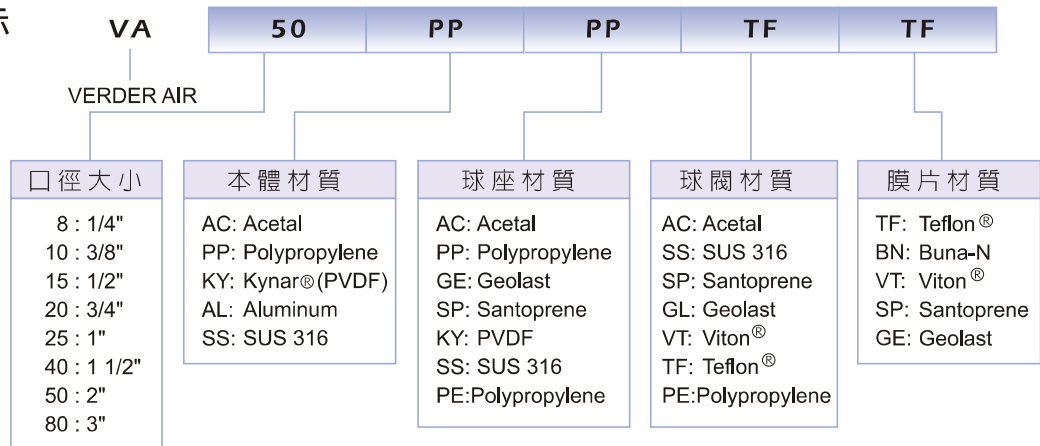 示
VA 50 PP PP TF TF
VERDER AIR
口徑大小
8 : 1/4"
10 : 3/8"
15 : 1/2"
20 : 3/4"
25 : 1"
40 : 1 1/2"
50 : 2"
80 : 3"
本體材質
AC: Acetal
PP: Polypropylene
KY: Kynar®(PVDF)
AL: Aluminum
SS: SUS 316
球座材質
AC: Acetal
PP: Polypropylene
GE: Geolast
SP: Santoprene
KY: PVDF
SS: SUS 316
PE:Polypropylene
球閥材質
AC: Acetal
SS: SUS 316
SP: Santoprene
GL: Geolast
VT: Viton®
TF: Teflon®
PE:Polypropylene
膜片材質
TF: Teflon®
BN: Buna-N
VT: Viton®
SP: Santoprene
GE: Geolast